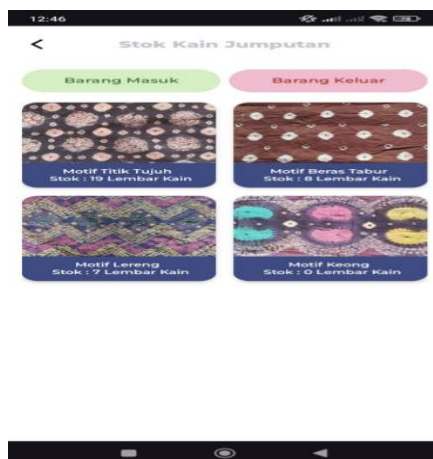 12:46
Stok Kain Jumputan
Barang Masuk
Barang Keluar
Motif Titik Tujuh
Stok : 19 Lembar Kain
Motif Beras Tabur
Stok : 8 Lembar Kain
Motif Lereng
Stok : 7 Lembar Kain
Motif Keong
Stok : 0 Lembar Kain